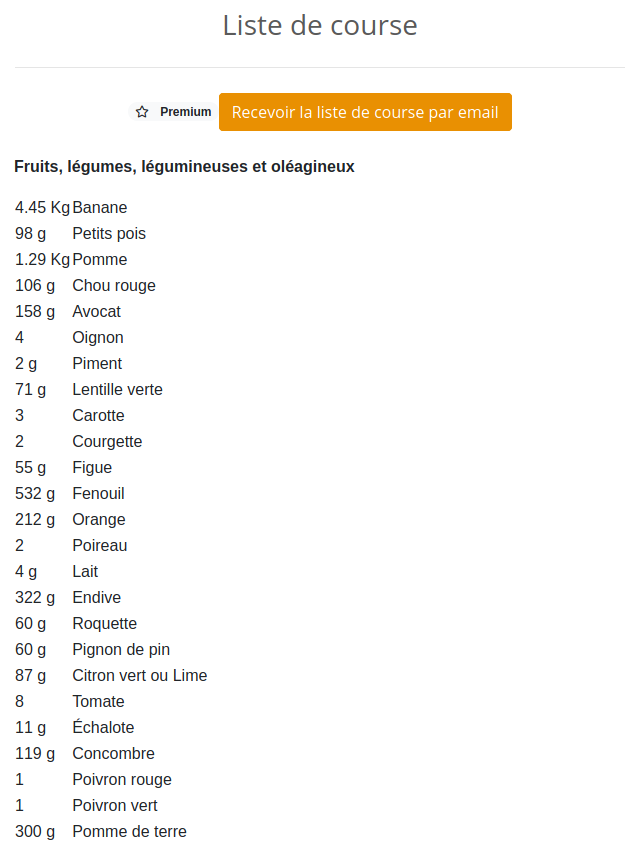 Liste de course
Premium Recevoir la liste de course par email
Fruits, légumes, légumineuses et oléagineux
4.45 Kg Banane
98 g Petits pois
1.29 Kg Pomme
106 g Chou rouge
158 g Avocat
4 Oignon
2 g Piment
71 g Lentille verte
3 Carotte
2 Courgette
55 g Figue
532 g Fenouil
212 g Orange
2 Poireau
4 g Lait
322 g Endive
60 g Roquette
60 g Pignon de pin
87 g Citron vert ou Lime
8 Tomate
11 g Échalote
119 g Concombre
1 Poivron rouge
1 Poivron vert
300 g Pomme de terre